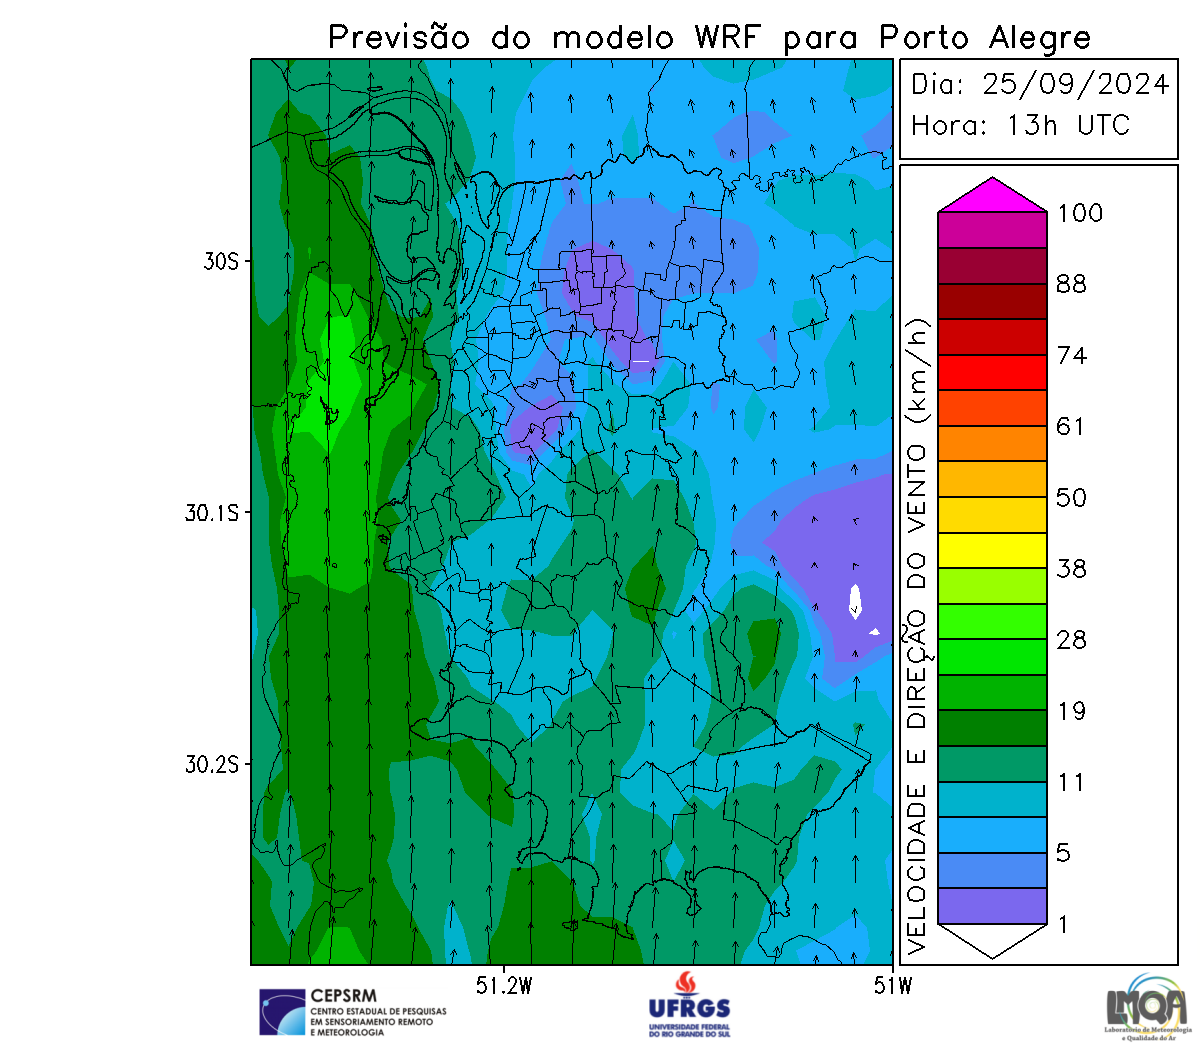 Previsão do modelo WRF para Porto Alegre
Dia: 25/09/2024
Hora: 13h UTC
30S
30.1S
30.2S
51.2W
51W
VELOCIDADE E DIREÇÃO DO VENTO (km/h)
100
88
74
61
50
38
28
19
11
5
1
CEPSRM
CENTRO ESTADUAL DE PESQUISAS
EM SENSORIAMENTO REMOTO
E METEOROLOGIA
UFRGS
UNIVERSIDADE FEDERAL
DO RIO GRANDE DO SUL
LMQA
Laboratório de Meteorologia
e Qualidade do Ar